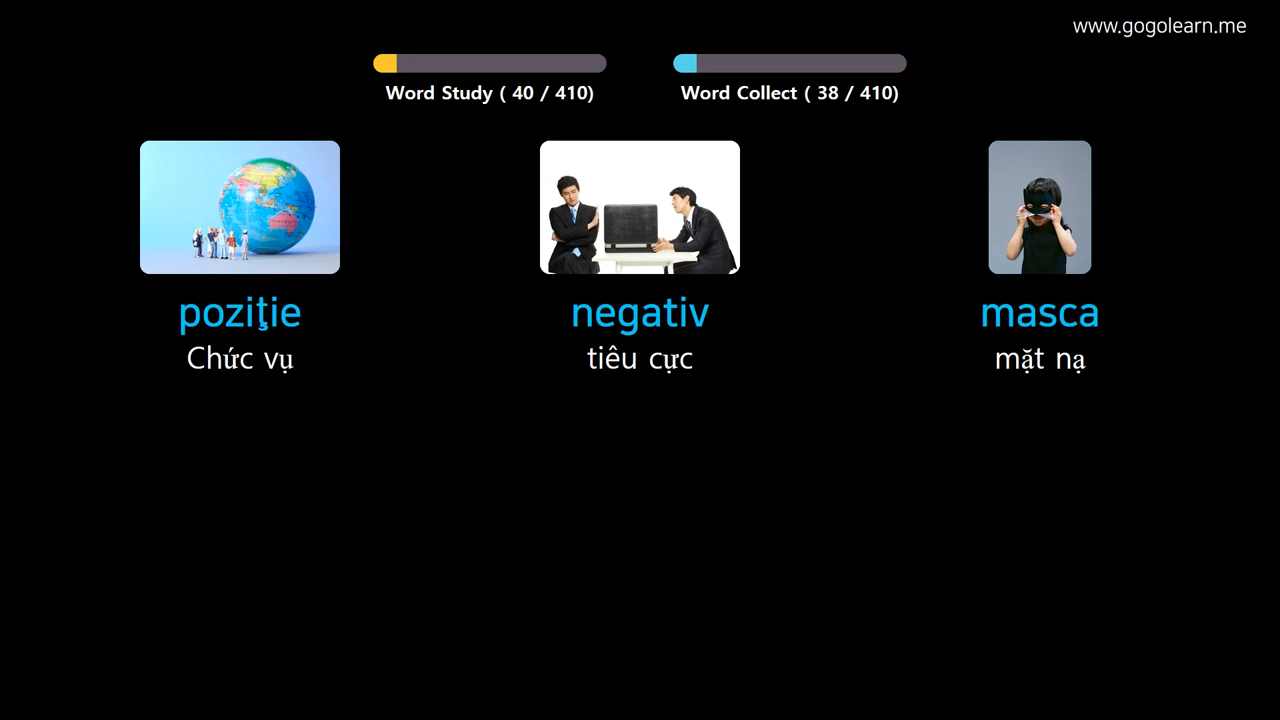 www.gogolearn.me
Word Study ( 40 / 410)
Word Collect ( 38 / 410)
poziţie
negativ
masca
Chức vụ
tiêu cực
mặt nạ